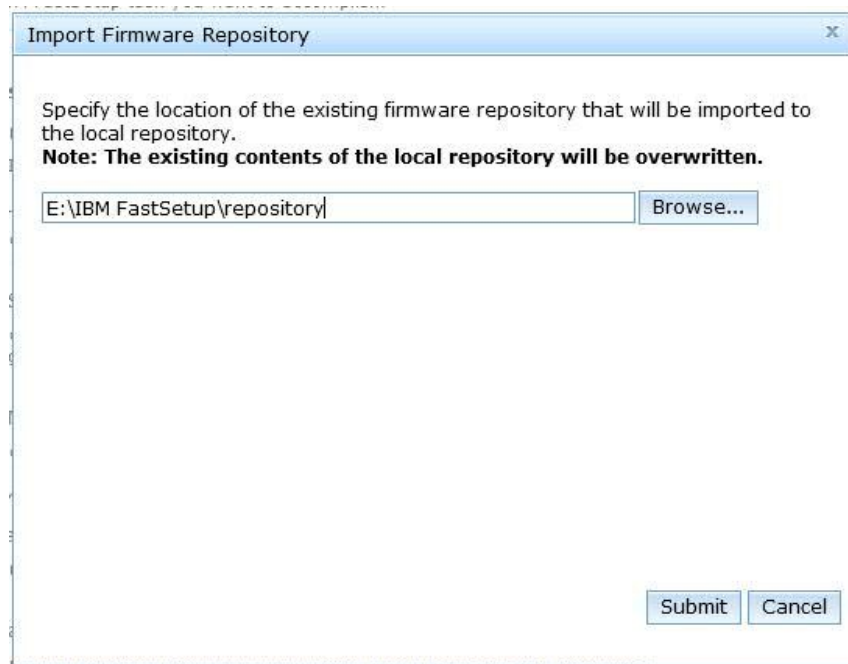 Import Firmware Repository
x
Specify the location of the existing firmware repository that will be imported to
the local repository.
Note: The existing contents of the local repository will be overwritten.
E:\IBM FastSetup\repository
Browse...
Submit
Cancel